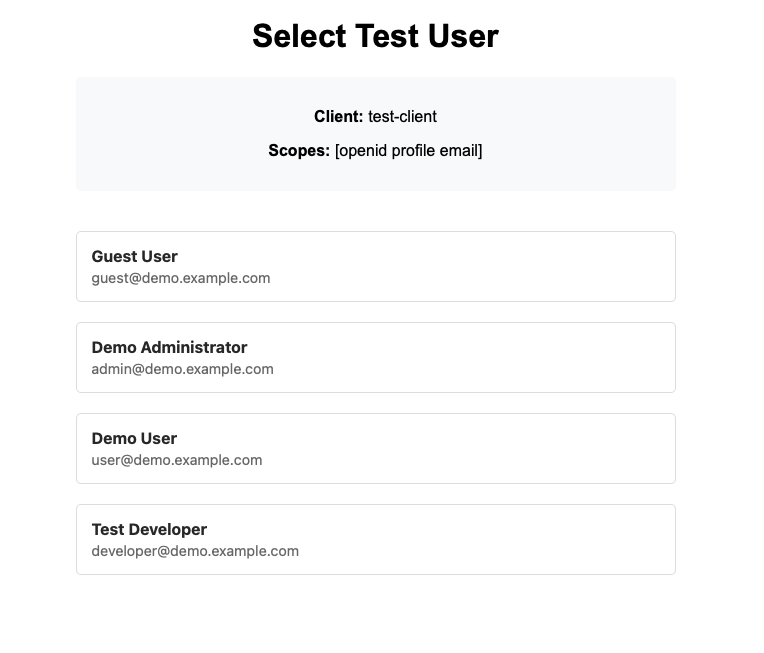 Select Test User
Client: test-client
Scopes: [openid profile email]
Guest User
guest@demo.example.com
Demo Administrator
admin@demo.example.com
Demo User
user@demo.example.com
Test Developer
developer@demo.example.com